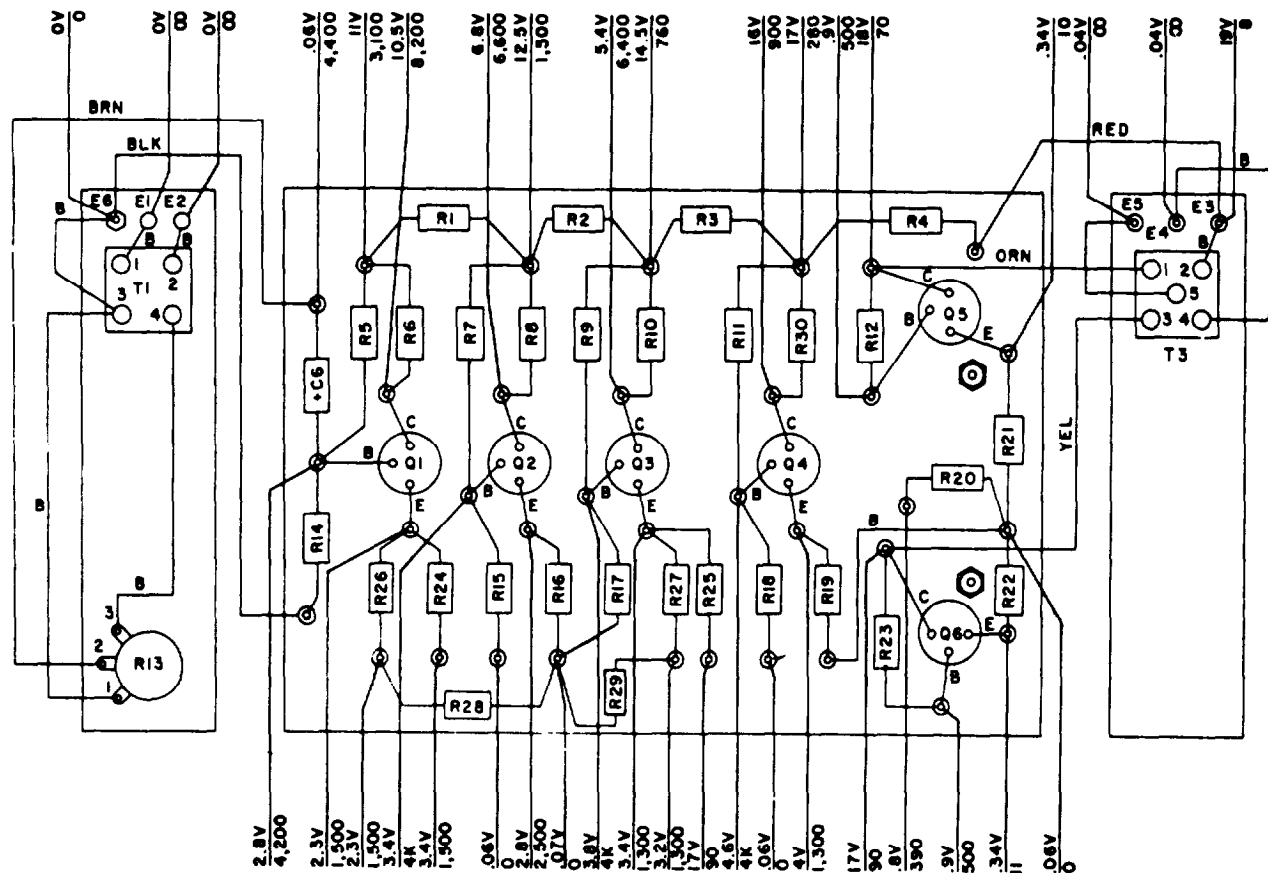 0V
0
0V
∞
0V
∞
.06V
4,400
11V
3,100
10.5V
8,200
6.8V
6,600
12.5V
1,500
5.4V
6,400
14.5V
760
16V
900
17V
280
.9V
500
18V
70
.34V
10
.04V
∞
.04V
∞
19V
8
BRN
BLK
RED
B
E6
E1
E2
B
B
B
1
2
T1
3
4
R1
R2
R3
R4
ORN
E5
E4
E3
B
1
2
5
3
4
T3
+C6
R5
R6
R7
R8
R9
R10
R11
R30
R12
C
B
Q5
E
C
B
Q1
E
C
Q2
B
E
C
Q3
B
E
C
Q4
B
E
R21
YEL
R20
B
B
B
3
2
1
R13
R14
R26
R24
R15
R16
R17
R27
R25
R18
R19
C
Q6
E
B
R23
R22
R28
R29
2.8V
4,200
2.3V
1,500
2.3V
1,500
3.4V
4K
3.4V
1,500
.06V
0
2.8V
2,500
.07V
0
3.8V
4K
3.4V
1,300
3.2V
1,300
17V
90
4.6V
4K
.06V
0
4V
1,300
17V
90
.8V
390
.9V
500
.34V
11
.06V
0